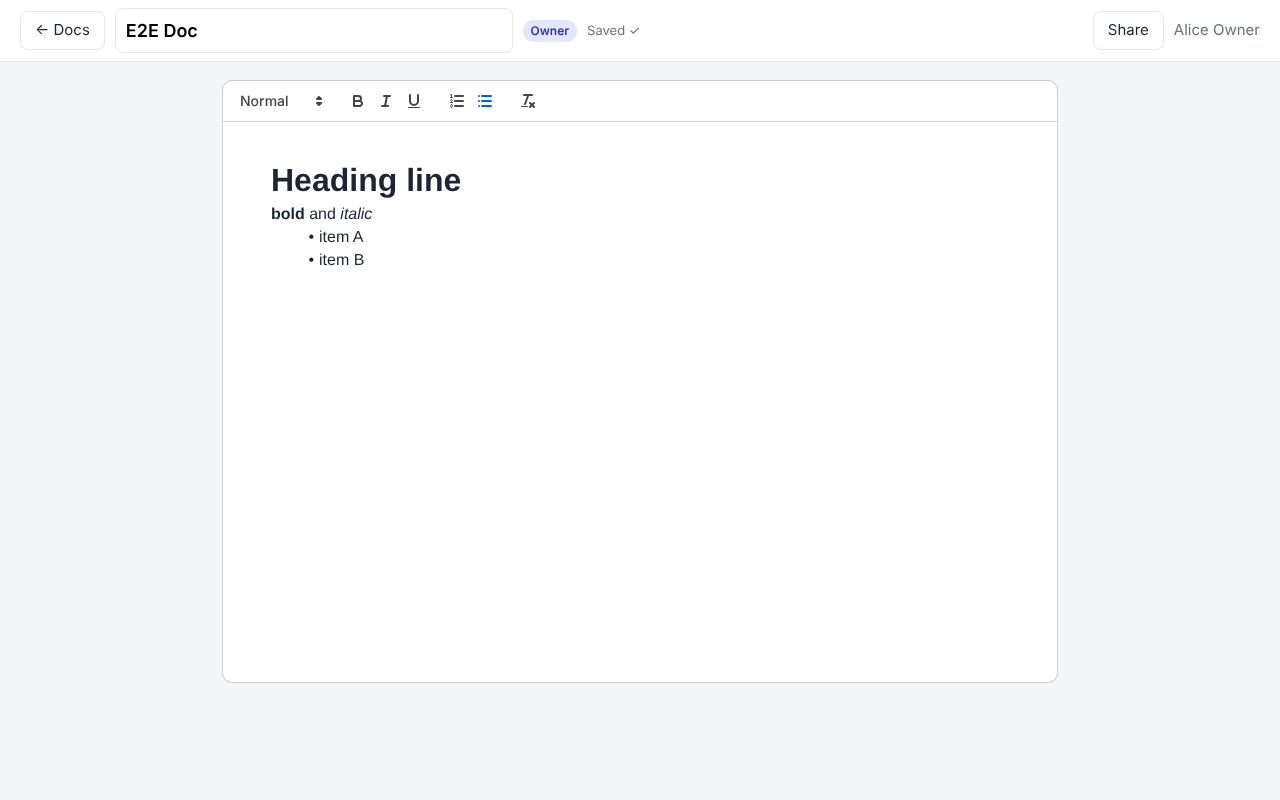 ← Docs
E2E Doc
Owner
Saved ✓
Share
Alice Owner
Normal
Heading line
bold and italic
• item A
• item B